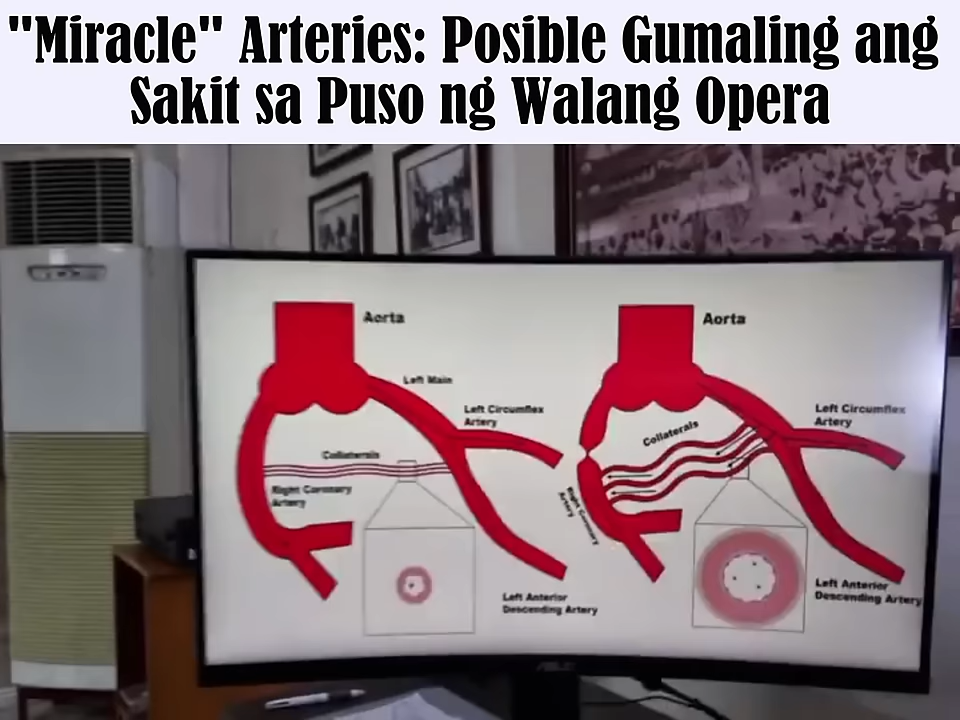 "Miracle" Arteries: Posible Gumaling ang
Sakit sa Puso ng Walang Opera
Aorta
Left Main
Left Circumflex
Artery
Collaterals
Right Coronary
Artery
Left Anterior
Descending Artery
Aorta
Left Circumflex
Artery
Collaterals
Right Coronary
Artery
Left Anterior
Descending Artery
ASUS